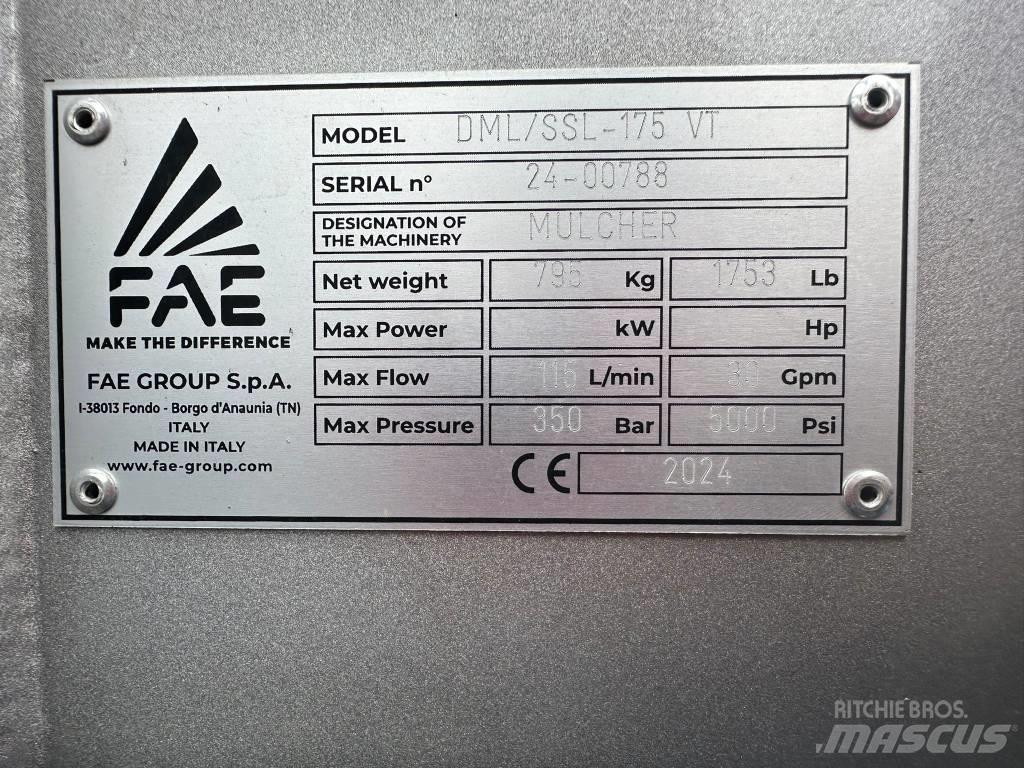 FAE
MAKE THE DIFFERENCE
FAE GROUP S.p.A.
I-38013 Fondo - Borgo d'Anaunia (TN)
ITALY
MADE IN ITALY
www.fae-group.com
MODEL DML/SSL-175 VT
SERIAL n° 24-00788
DESIGNATION OF
THE MACHINERY MULCHER
Net weight 795 Kg 1753 Lb
Max Power kW Hp
Max Flow 115 L/min 30 Gpm
Max Pressure 350 Bar 5000 Psi
CE 2024
RITCHIE BROS.
MASCUS